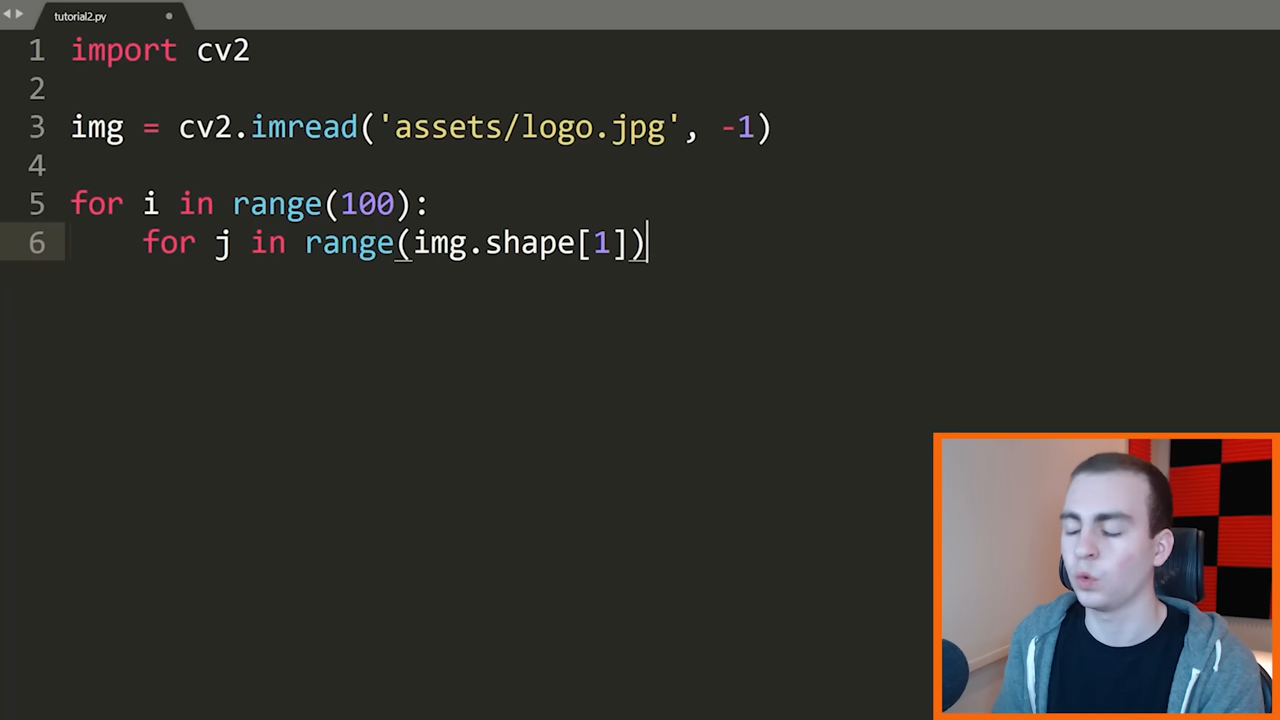 tutorial2.py
1 import cv2
2
3 img = cv2.imread('assets/logo.jpg', -1)
4
5 for i in range(100):
6     for j in range(img.shape[1])